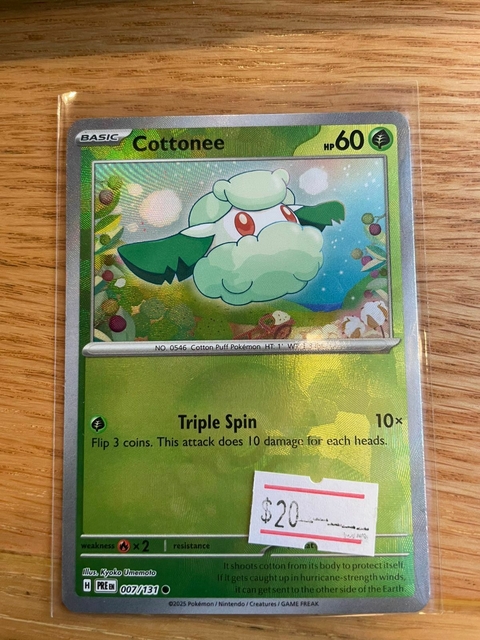 BASIC Cottonee HP 60
NO. 0546 Cotton Puff Pokémon HT: 1'
Triple Spin 10×
Flip 3 coins. This attack does 10 damage for each heads.
$20
weakness ×2 resistance
Illus. Kyoko Umemoto
H PRE EN 007/131
It shoots cotton from its body to protect itself.
If it gets caught up in hurricane-strength winds,
it can get sent to the other side of the Earth.
©2025 Pokémon / Nintendo / Creatures / GAME FREAK